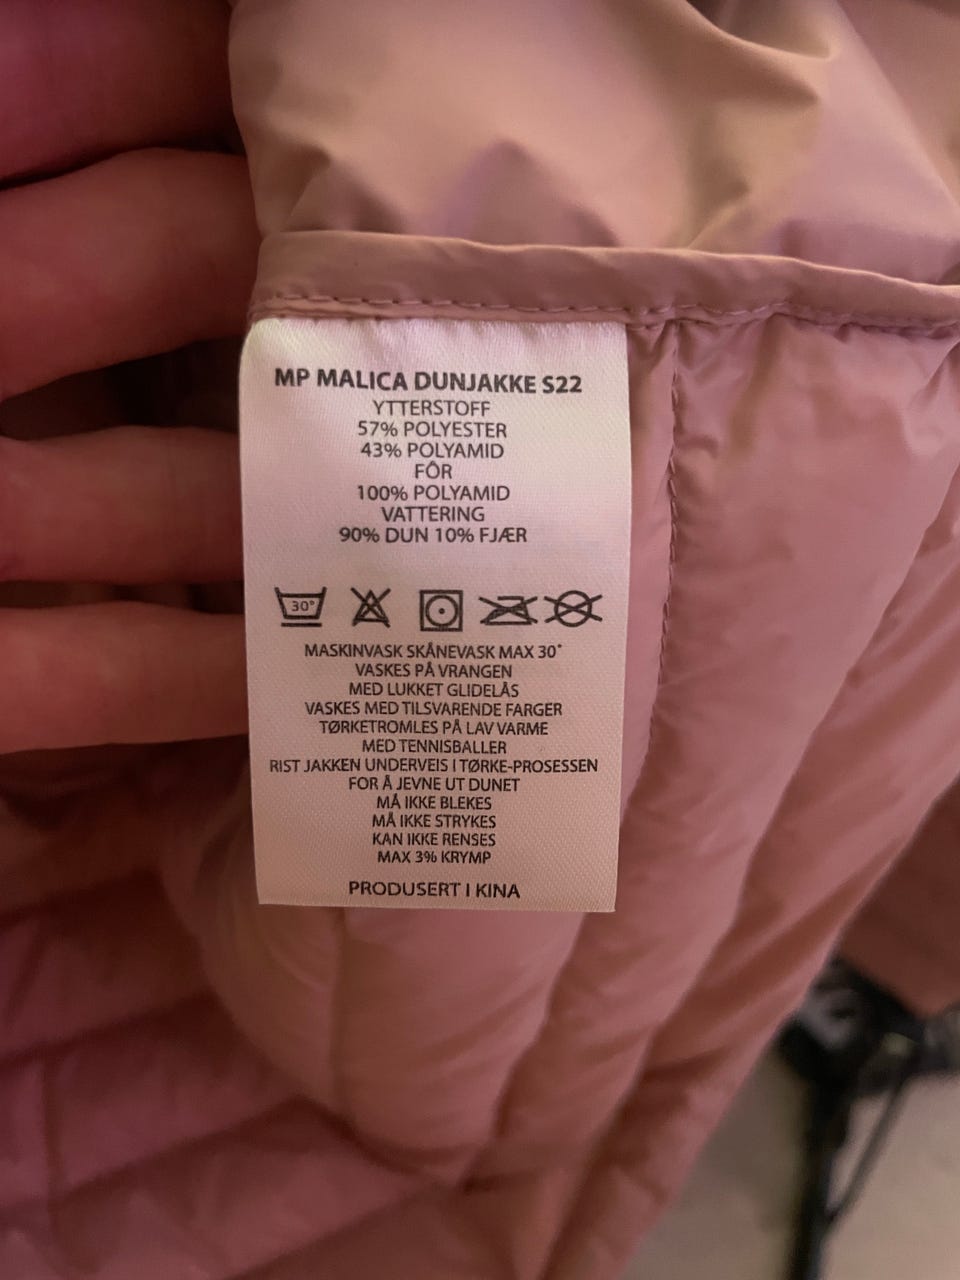 MP MALICA DUNJAKKE S22
YTTERSTOFF
57% POLYESTER
43% POLYAMID
FÔR
100% POLYAMID
VATTERING
90% DUN 10% FJÆR
30°
MASKINVASK SKÅNEVASK MAX 30°
VASKES PÅ VRANGEN
MED LUKKET GLIDELÅS
VASKES MED TILSVARENDE FARGER
TØRKETROMLES PÅ LAV VARME
MED TENNISBALLER
RIST JAKKEN UNDERVEIS I TØRKE-PROSESSEN
FOR Å JEVNE UT DUNET
MÅ IKKE BLEKES
MÅ IKKE STRYKES
KAN IKKE RENSES
MAX 3% KRYMP
PRODUSERT I KINA